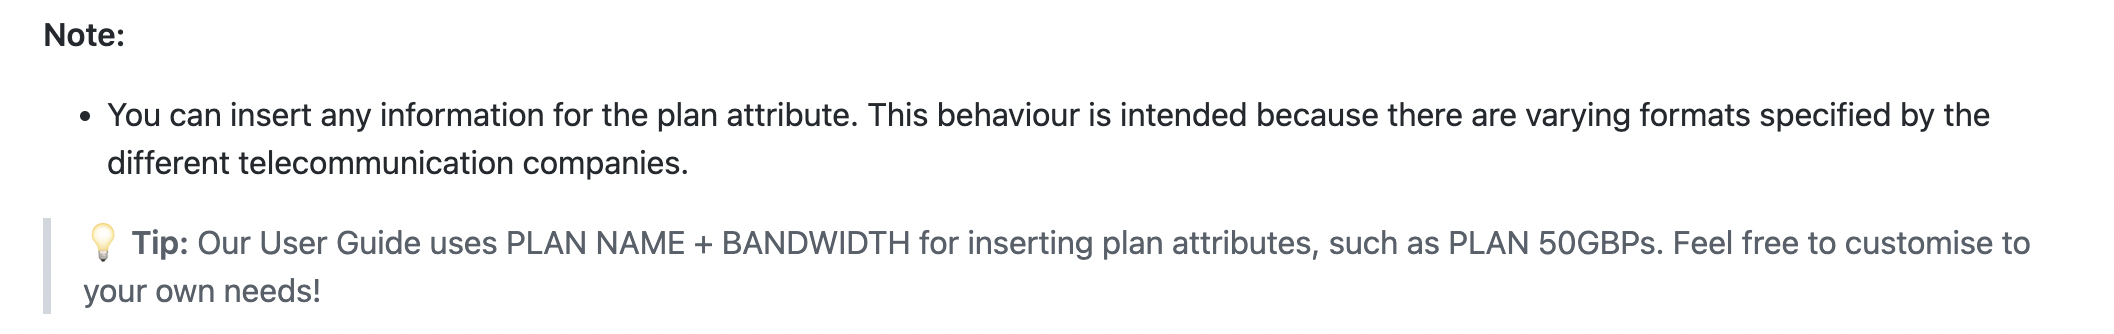 Note:
• You can insert any information for the plan attribute. This behaviour is intended because there are varying formats specified by the
different telecommunication companies.
💡 Tip: Our User Guide uses PLAN NAME + BANDWIDTH for inserting plan attributes, such as PLAN 50GBPs. Feel free to customise to
your own needs!